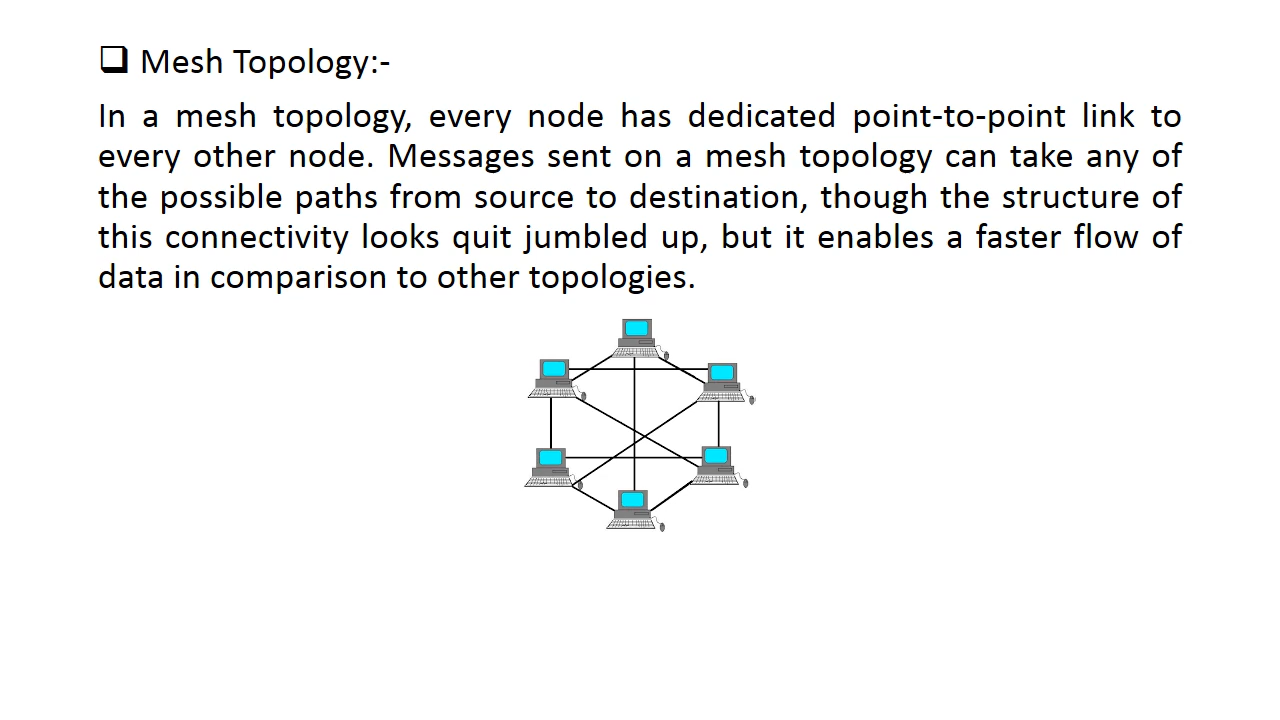 ❑ Mesh Topology:-
In a mesh topology, every node has dedicated point-to-point link to
every other node. Messages sent on a mesh topology can take any of
the possible paths from source to destination, though the structure of
this connectivity looks quit jumbled up, but it enables a faster flow of
data in comparison to other topologies.